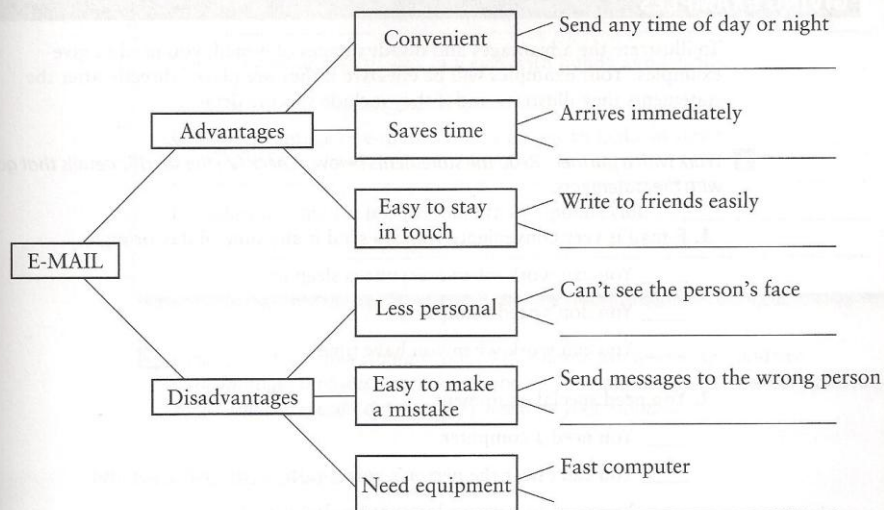 Convenient
Send any time of day or night
Advantages
Saves time
Arrives immediately
Easy to stay
in touch
Write to friends easily
E-MAIL
Less personal
Can't see the person's face
Disadvantages
Easy to make
a mistake
Send messages to the wrong person
Need equipment
Fast computer